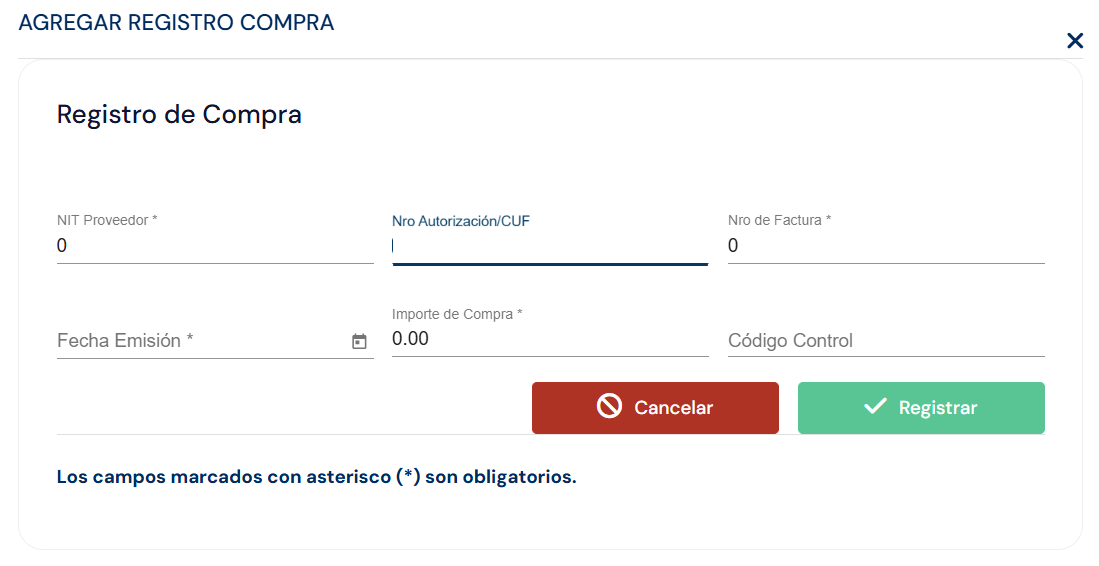 AGREGAR REGISTRO COMPRA
Registro de Compra
NIT Proveedor *
0
Nro Autorización/CUF
Nro de Factura *
0
Fecha Emisión *
Importe de Compra *
0.00
Código Control
Cancelar
Registrar
Los campos marcados con asterisco (*) son obligatorios.